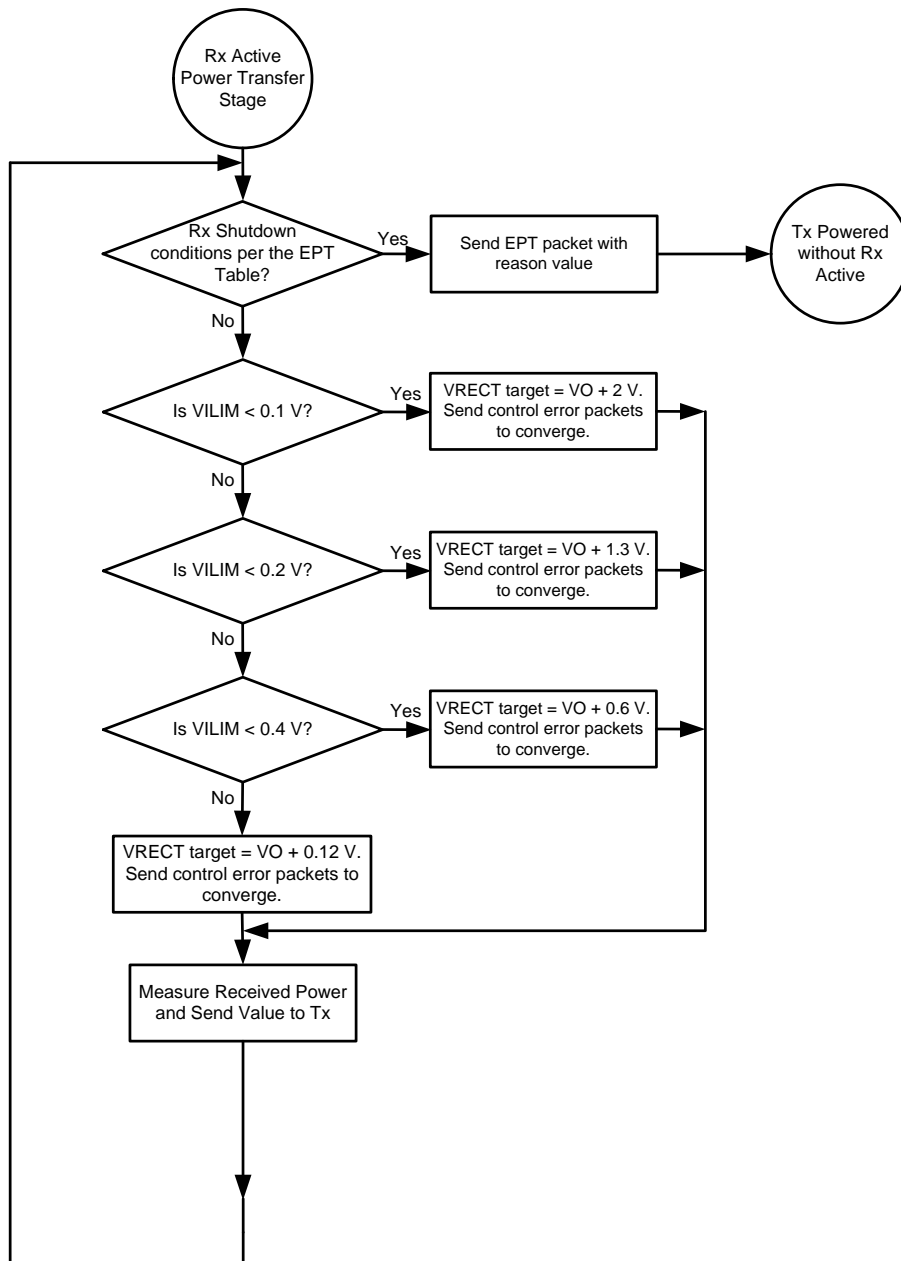 Rx Active
Power Transfer
Stage
Rx Shutdown
conditions per the EPT
Table?
Yes
Send EPT packet with
reason value
Tx Powered
without Rx
Active
No
Is VILIM < 0.1 V?
Yes
VRECT target = VO + 2 V.
Send control error packets
to converge.
No
Is VILIM < 0.2 V?
Yes
VRECT target = VO + 1.3 V.
Send control error packets
to converge.
No
Is VILIM < 0.4 V?
Yes
VRECT target = VO + 0.6 V.
Send control error packets
to converge.
No
VRECT target = VO + 0.12 V.
Send control error packets to
converge.
Measure Received Power
and Send Value to Tx